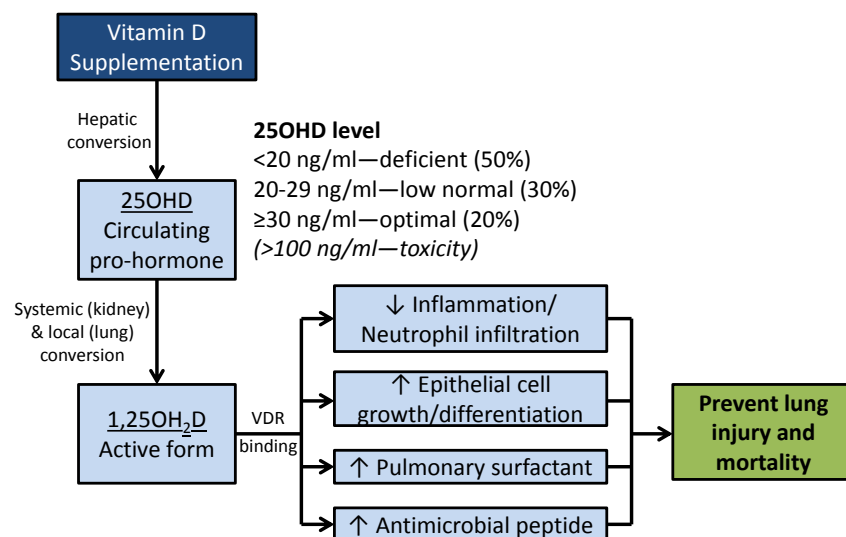 Vitamin D
Supplementation
Hepatic
conversion
25OHD level
<20 ng/ml—deficient (50%)
20-29 ng/ml—low normal (30%)
≥30 ng/ml—optimal (20%)
(>100 ng/ml—toxicity)
25OHD
Circulating
pro-hormone
Systemic (kidney)
& local (lung)
conversion
1,25OH₂D
Active form
VDR
binding
↓ Inflammation/
Neutrophil infiltration
↑ Epithelial cell
growth/differentiation
↑ Pulmonary surfactant
↑ Antimicrobial peptide
Prevent lung
injury and
mortality